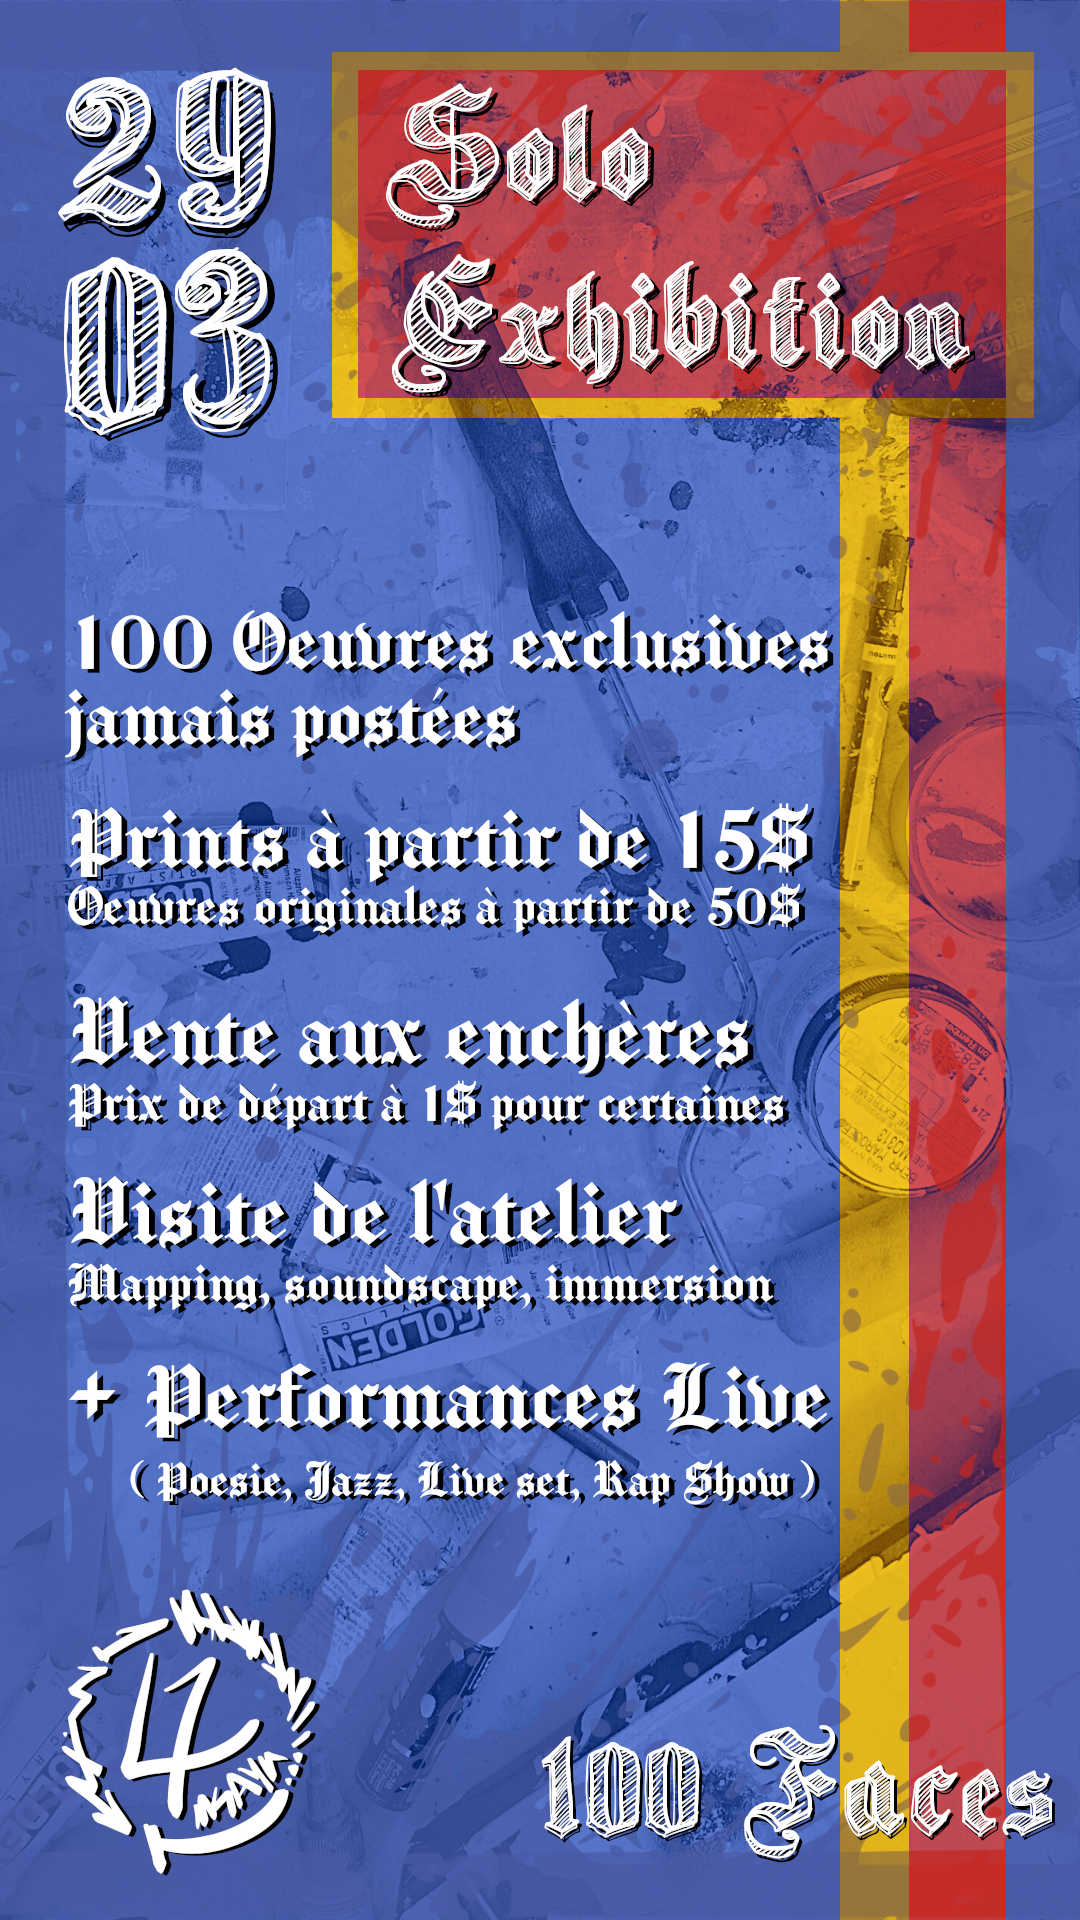 29
03
Solo
Exhibition
100 Oeuvres exclusives
jamais postées
Prints à partir de 15$
Oeuvres originales à partir de 50$
Vente aux enchères
Prix de départ à 1$ pour certaines
Visite de l'atelier
Mapping, soundscape, immersion
GOLDEN
+ Performances Live
( Poesie, Jazz, Live set, Rap Show )
100 Faces